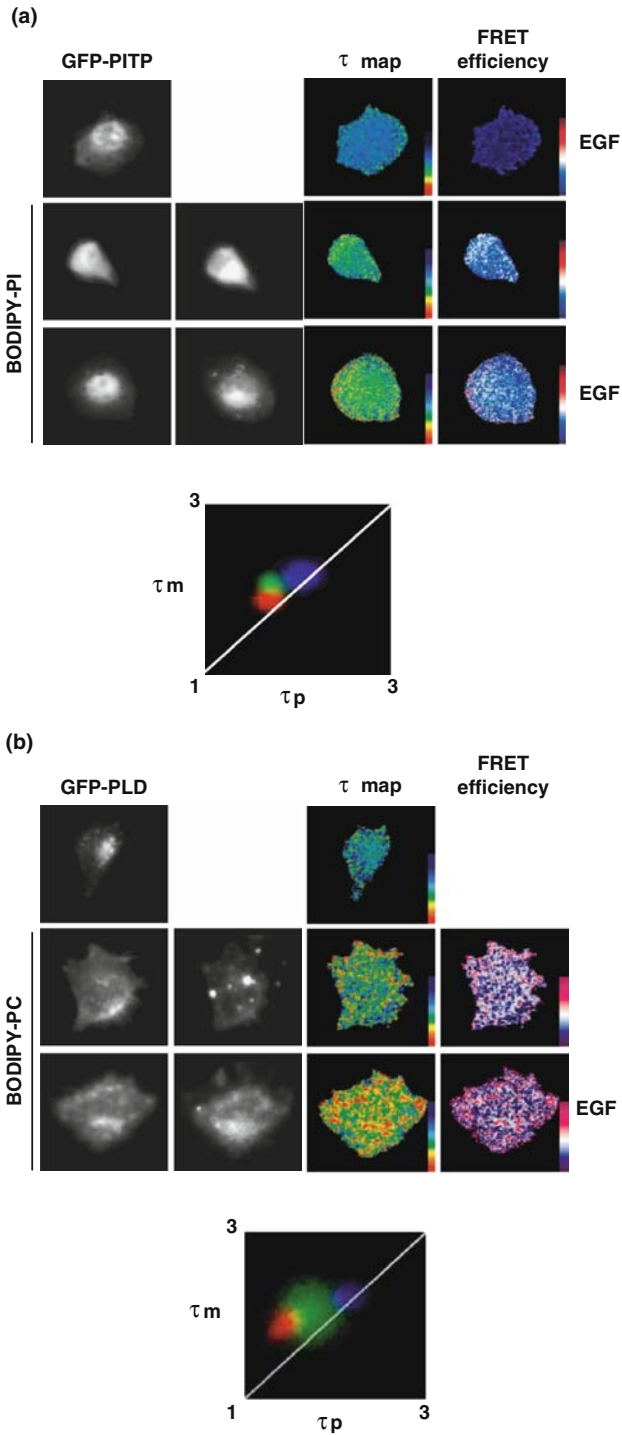 (a)
FRET
GFP-PITP τ map efficiency
EGF
BODIPY-PI
EGF
3
τm
1 3
τp
(b)
FRET
GFP-PLD τ map efficiency
BODIPY-PC
EGF
3
τm
1 3
τp